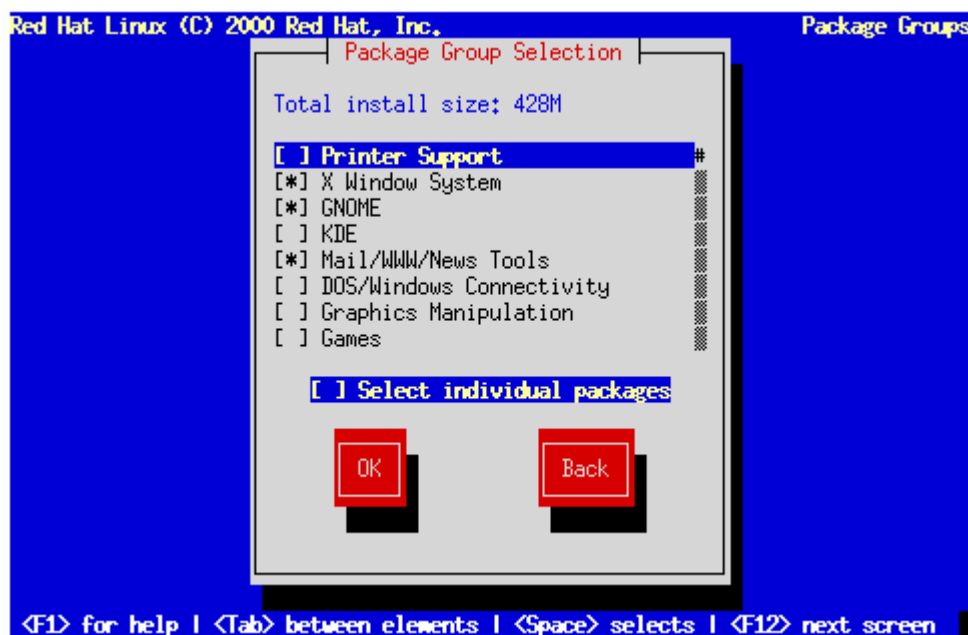 Red Hat Linux (C) 2000 Red Hat, Inc. Package Groups
Package Group Selection
Total install size: 428M
[ ] Printer Support #
[*] X Window System
[*] GNOME
[ ] KDE
[*] Mail/WWW/News Tools
[ ] DOS/Windows Connectivity
[ ] Graphics Manipulation
[ ] Games
[ ] Select individual packages
OK Back
<F1> for help | <Tab> between elements | <Space> selects | <F12> next screen